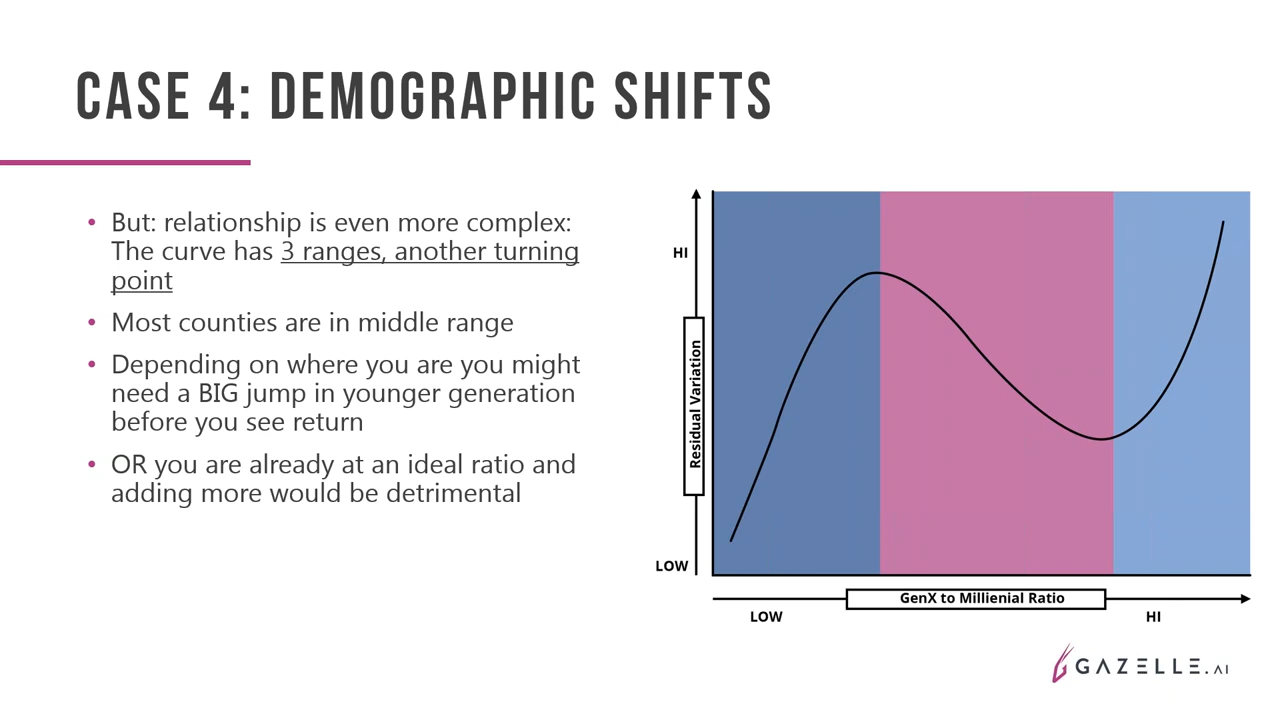 CASE 4: DEMOGRAPHIC SHIFTS
• But: relationship is even more complex:
The curve has 3 ranges, another turning
point
• Most counties are in middle range
• Depending on where you are you might
need a BIG jump in younger generation
before you see return
• OR you are already at an ideal ratio and
adding more would be detrimental
HI
Residual Variation
LOW
GenX to Millienial Ratio
LOW
HI
GAZELLE.AI